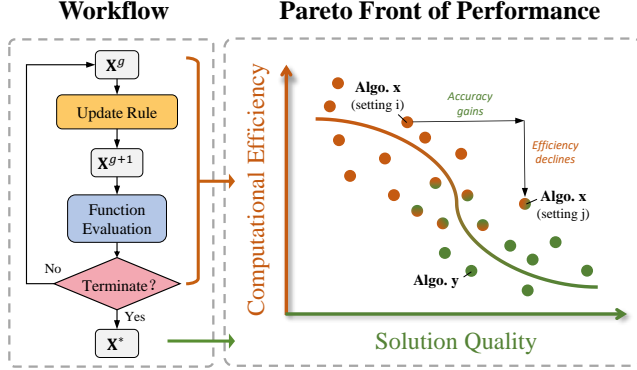 Workflow
X^g
Update Rule
X^{g+1}
Function
Evaluation
No
Terminate?
Yes
X^*
Pareto Front of Performance
Computational Efficiency
Algo. x
(setting i)
Accuracy
gains
Efficiency
declines
Algo. x
(setting j)
Algo. y
Solution Quality